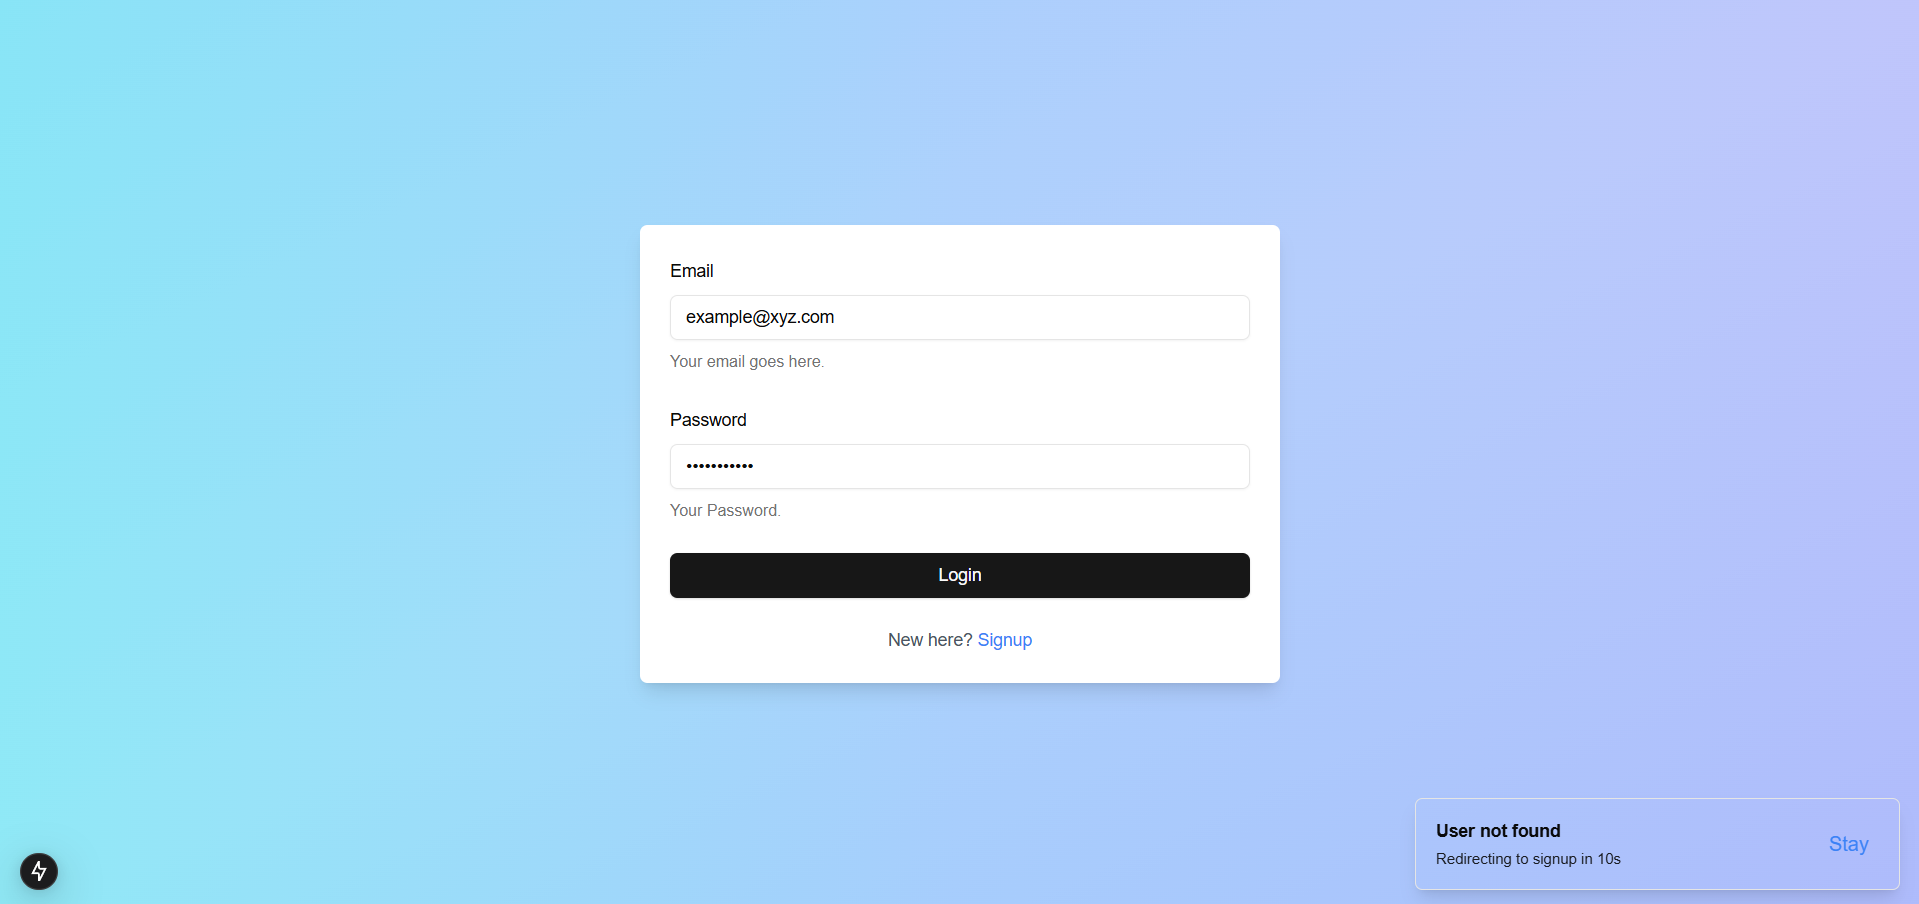 Email
example@xyz.com
Your email goes here.
Password
•••••••••••
Your Password.
Login
New here? Signup
User not found
Redirecting to signup in 10s
Stay